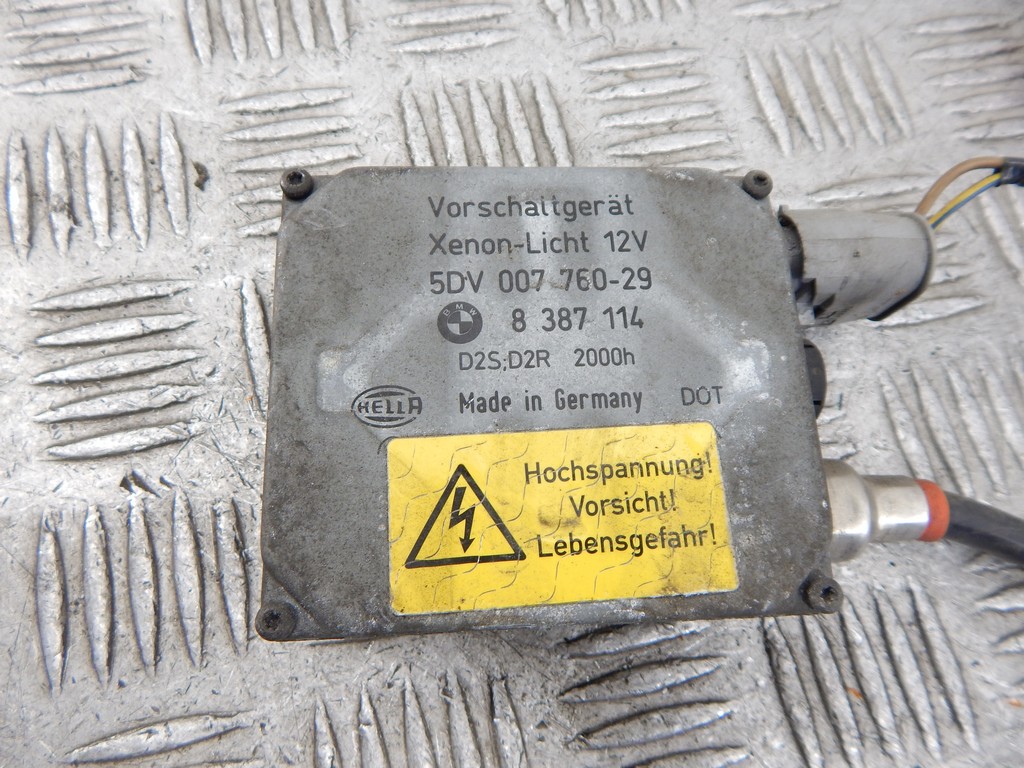 Vorschaltgerät
Xenon-Licht 12V
5DV 007 760-29
BMW 8 387 114
D2S;D2R 2000h
HELLA Made in Germany DOT
Hochspannung!
Vorsicht!
Lebensgefahr!